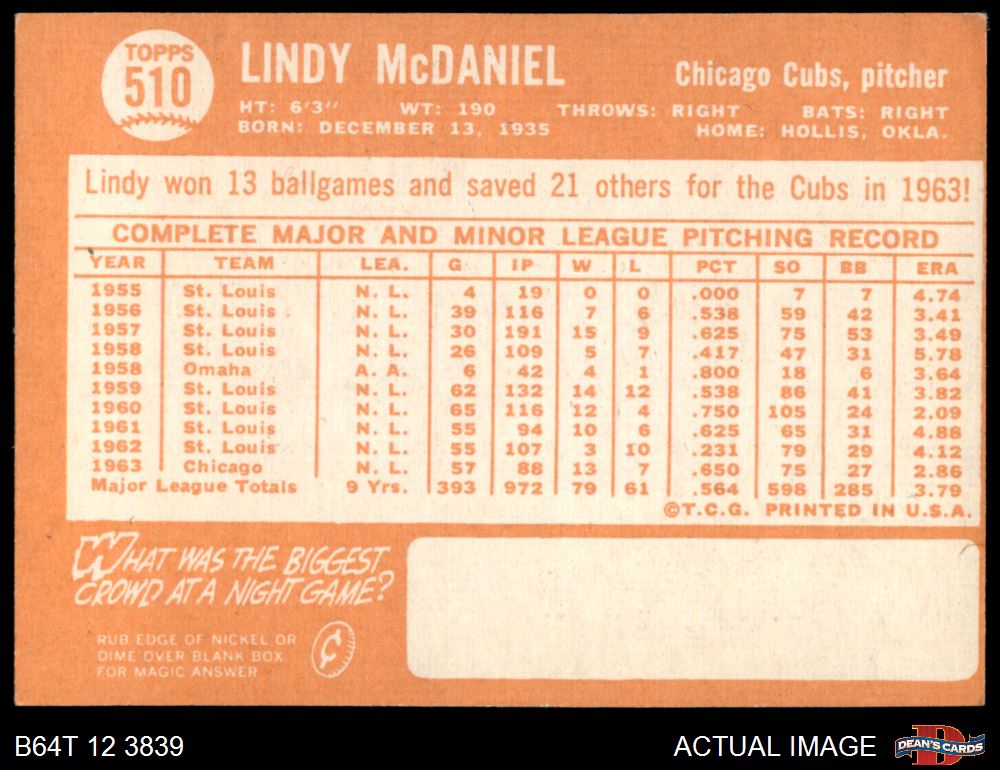 TOPPS
510
LINDY McDANIEL
Chicago Cubs, pitcher
HT: 6'3" WT: 190 THROWS: RIGHT BATS: RIGHT
BORN: DECEMBER 13, 1935 HOME: HOLLIS, OKLA.
Lindy won 13 ballgames and saved 21 others for the Cubs in 1963!
COMPLETE MAJOR AND MINOR LEAGUE PITCHING RECORD
YEAR TEAM LEA. G IP W L PCT SO BB ERA
1955 St. Louis N. L. 4 19 0 0 .000 7 7 4.74
1956 St. Louis N. L. 39 116 7 6 .538 59 42 3.41
1957 St. Louis N. L. 30 191 15 9 .625 75 53 3.49
1958 St. Louis N. L. 26 109 5 7 .417 47 31 5.78
1958 Omaha A. A. 6 42 4 1 .800 18 6 3.64
1959 St. Louis N. L. 62 132 14 12 .538 86 41 3.82
1960 St. Louis N. L. 65 116 12 4 .750 105 24 2.09
1961 St. Louis N. L. 55 94 10 6 .625 65 31 4.88
1962 St. Louis N. L. 55 107 3 10 .231 79 29 4.12
1963 Chicago N. L. 57 88 13 7 .650 75 27 2.86
Major League Totals 9 Yrs. 393 972 79 61 .564 598 285 3.79
©T.C.G. PRINTED IN U.S.A.
WHAT WAS THE BIGGEST
CROWD AT A NIGHT GAME?
RUB EDGE OF NICKEL OR
DIME OVER BLANK BOX
FOR MAGIC ANSWER
¢
B64T 12 3839
ACTUAL IMAGE
DEAN'S CARDS